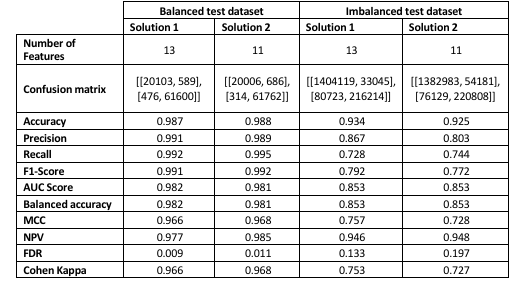 Balanced test dataset Imbalanced test dataset
Solution 1 Solution 2 Solution 1 Solution 2
Number of
Features 13 11 13 11
Confusion matrix [[20103, 589], [[20006, 686], [[1404119, 33045], [[1382983, 54181],
[476, 61600]] [314, 61762]] [80723, 216214]] [76129, 220808]]
Accuracy 0.987 0.988 0.934 0.925
Precision 0.991 0.989 0.867 0.803
Recall 0.992 0.995 0.728 0.744
F1-Score 0.991 0.992 0.792 0.772
AUC Score 0.982 0.981 0.853 0.853
Balanced accuracy 0.982 0.981 0.853 0.853
MCC 0.966 0.968 0.757 0.728
NPV 0.977 0.985 0.946 0.948
FDR 0.009 0.011 0.133 0.197
Cohen Kappa 0.966 0.968 0.753 0.727